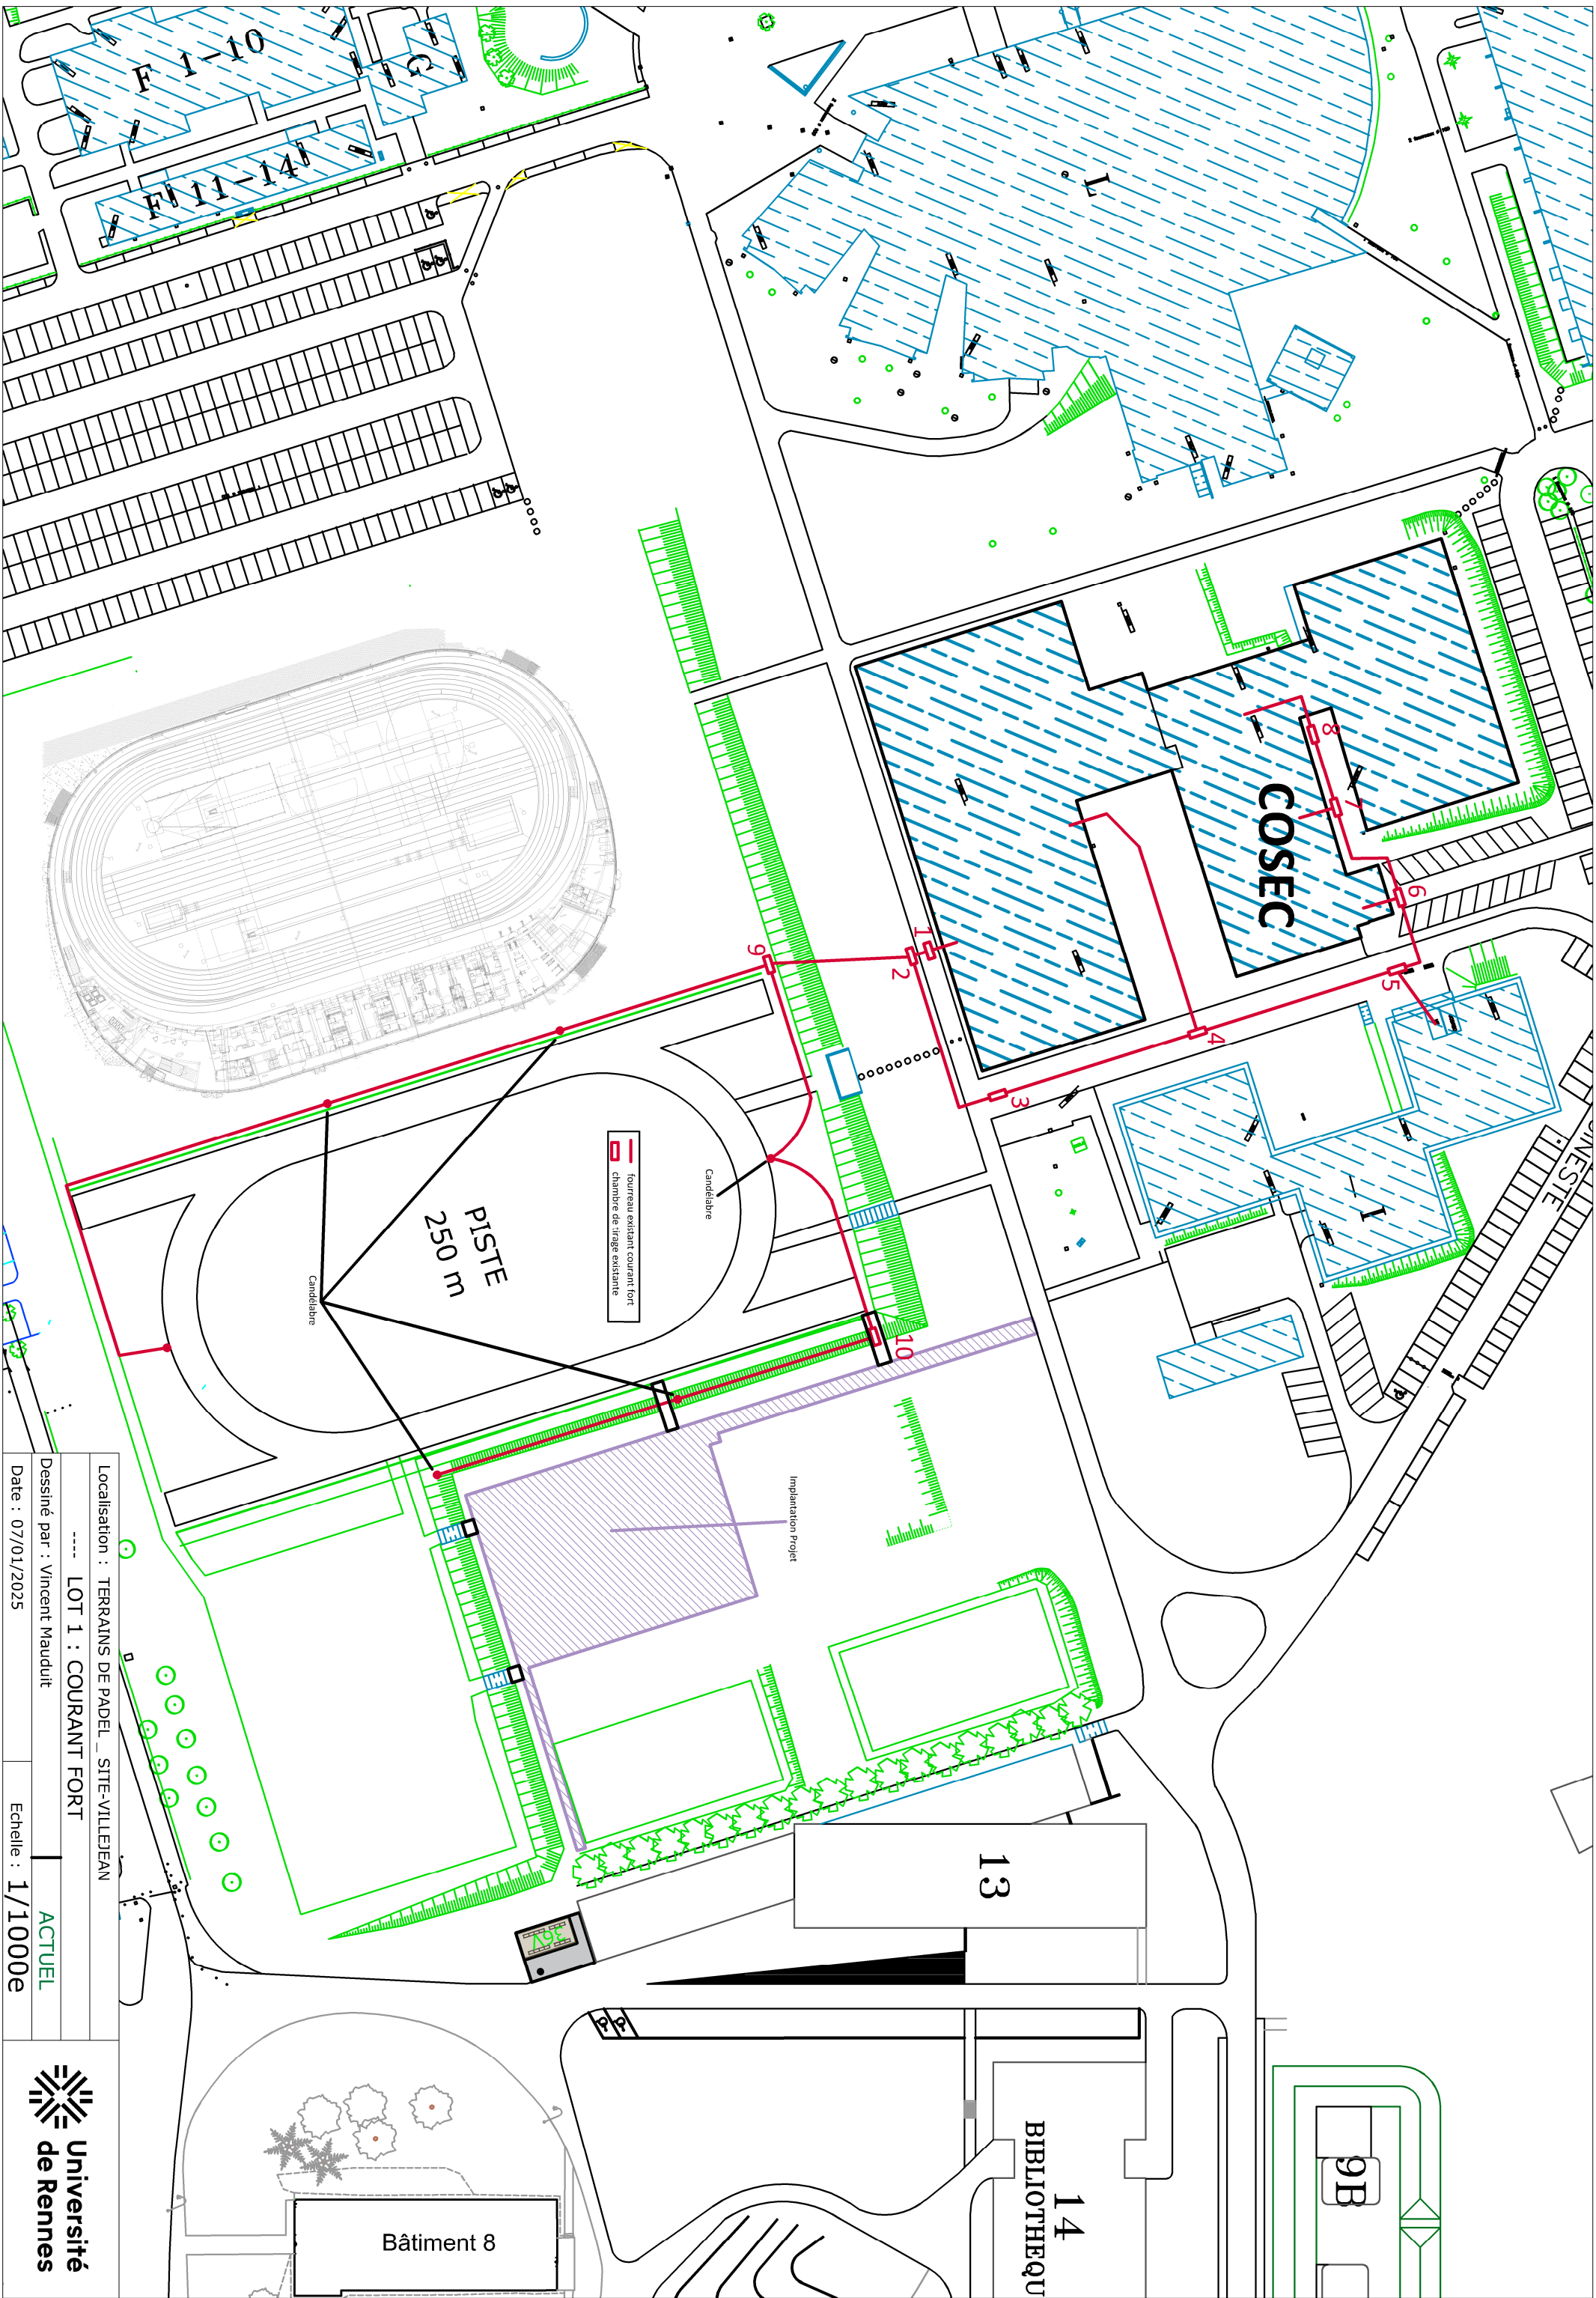 F 1-10
G
F 11-14
L
COSEC
8
7
6
5
4
3
1
2
9
10
I
NESTE
PISTE
250 m
fourreau existant courant fort
chambre de tirage existante
Candélabre
Candélabre
Implantation Projet
13
36V
14
BIBLIOTHEQU
9B
Bâtiment 8
Localisation : TERRAINS DE PADEL _ SITE-VILLEJEAN
---- LOT 1 : COURANT FORT
Dessiné par : Vincent Mauduit
ACTUEL
Date : 07/01/2025
Echelle : 1/1000e
Université
de Rennes